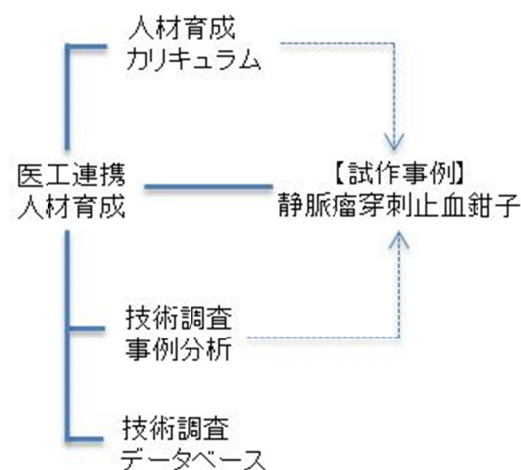 人材育成
カリキュラム
医工連携
人材育成
【試作事例】
静脈瘤穿刺止血鉗子
技術調査
事例分析
技術調査
データベース